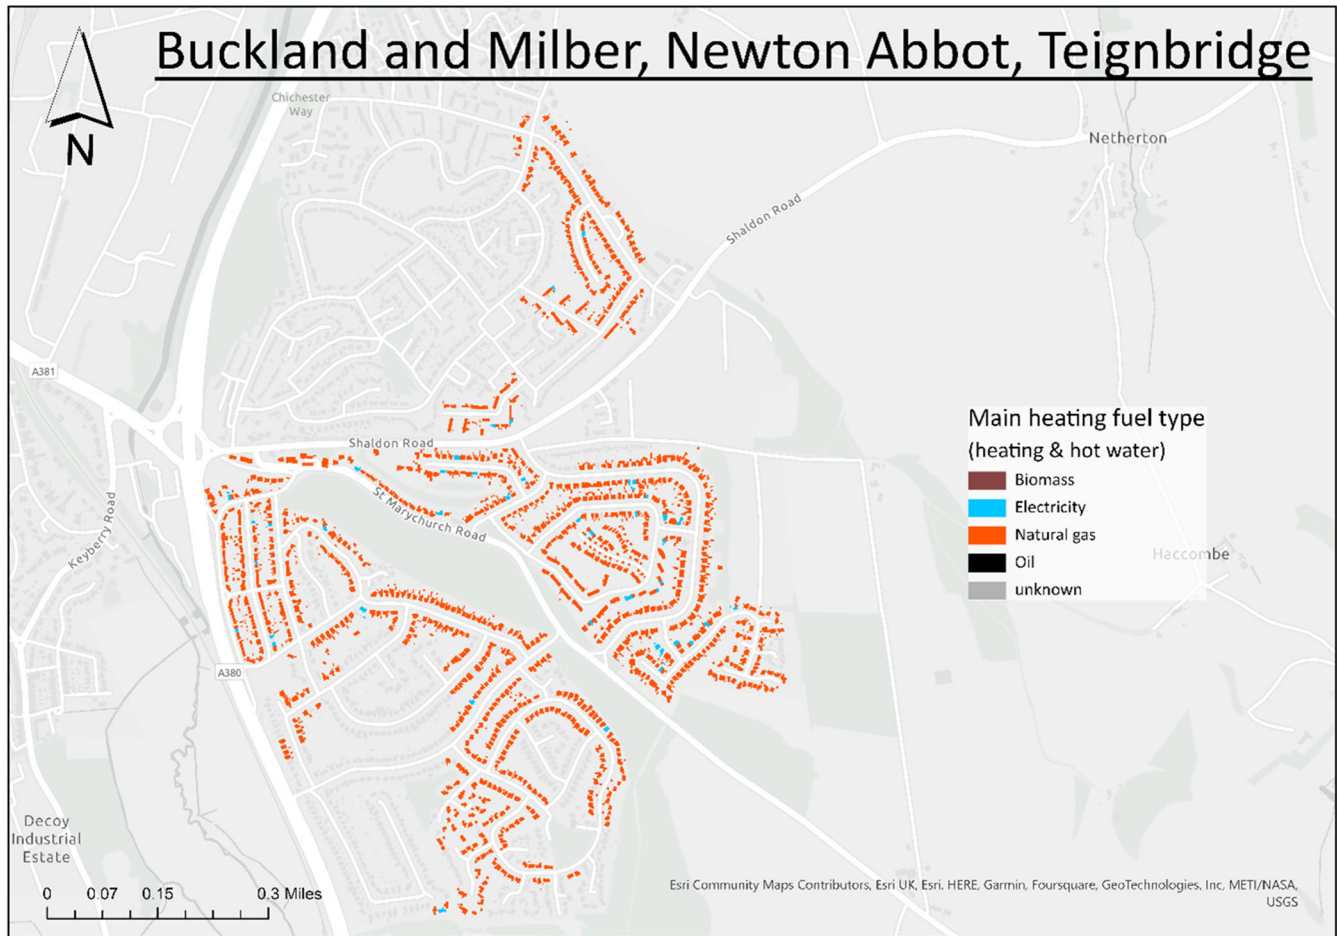 Buckland and Milber, Newton Abbot, Teignbridge
N
Chichester
Way
Netherton
Shaldon Road
A381
Shaldon Road
St Marychurch Road
Keyberry Road
Main heating fuel type
(heating & hot water)
Biomass
Electricity
Natural gas
Oil
unknown
Haccombe
A380
Decoy
Industrial
Estate
0 0.07 0.15 0.3 Miles
Esri Community Maps Contributors, Esri UK, Esri. HERE, Garmin, Foursquare, GeoTechnologies, Inc, METI/NASA,
USGS